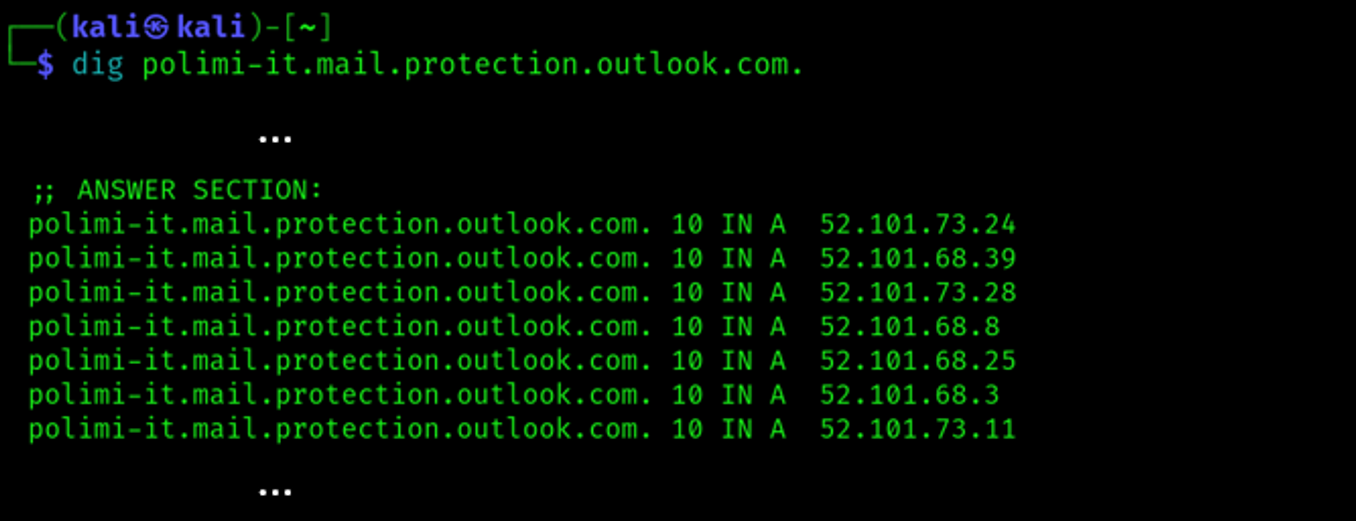 ┌──(kali㉿kali)-[~]
└─$ dig polimi-it.mail.protection.outlook.com.
...
;; ANSWER SECTION:
polimi-it.mail.protection.outlook.com. 10 IN A 52.101.73.24
polimi-it.mail.protection.outlook.com. 10 IN A 52.101.68.39
polimi-it.mail.protection.outlook.com. 10 IN A 52.101.73.28
polimi-it.mail.protection.outlook.com. 10 IN A 52.101.68.8
polimi-it.mail.protection.outlook.com. 10 IN A 52.101.68.25
polimi-it.mail.protection.outlook.com. 10 IN A 52.101.68.3
polimi-it.mail.protection.outlook.com. 10 IN A 52.101.73.11
...